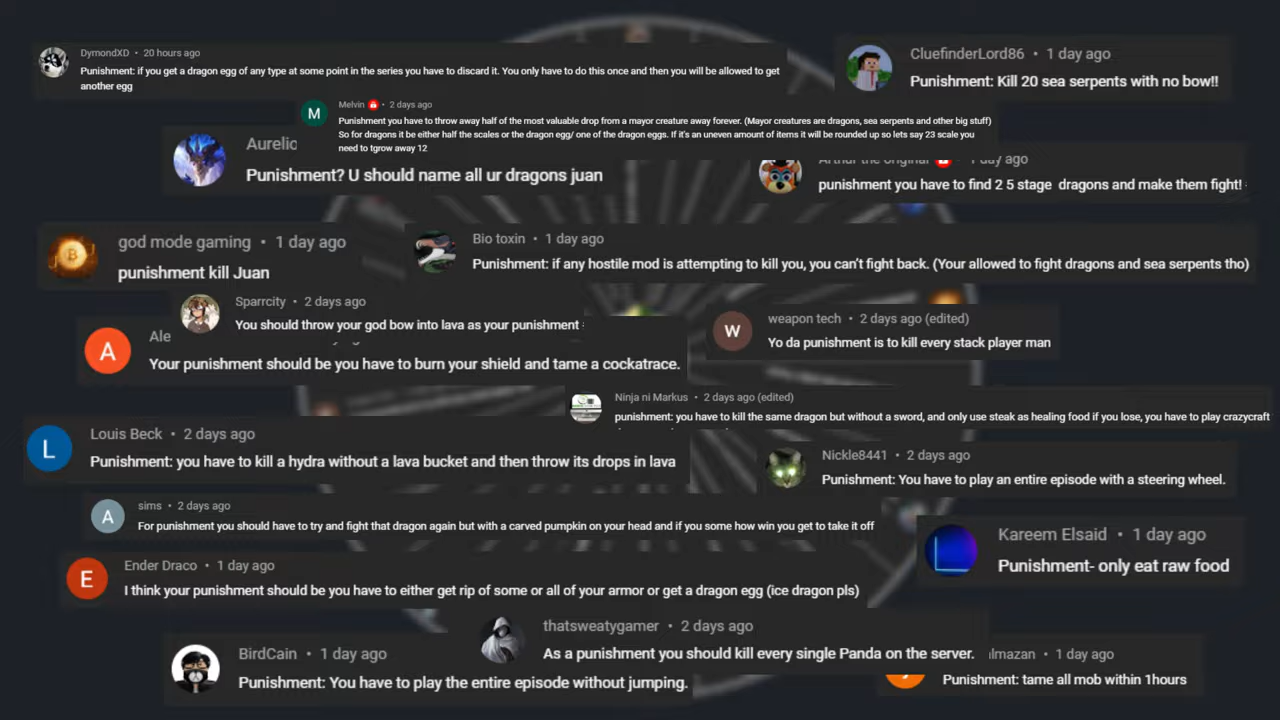 DymondXD • 20 hours ago
Punishment: if you get a dragon egg of any type at some point in the series you have to discard it. You only have to do this once and then you will be allowed to get
another egg
CluefinderLord86 • 1 day ago
Punishment: Kill 20 sea serpents with no bow!!
M
Melvin • 2 days ago
Punishment you have to throw away half of the most valuable drop from a mayor creature away forever. (Mayor creatures are dragons, sea serpents and other big stuff)
So for dragons it be either half the scales or the dragon egg/ one of the dragon eggs. If it's an uneven amount of items it will be rounded up so lets say 23 scale you
need to tgrow away 12
Aurelio
Punishment? U should name all ur dragons juan
Arthur the original 1 day ago
punishment you have to find 2 5 stage dragons and make them fight!
god mode gaming • 1 day ago
punishment kill Juan
Bio toxin • 1 day ago
Punishment: if any hostile mod is attempting to kill you, you can't fight back. (Your allowed to fight dragons and sea serpents tho)
Sparrcity • 2 days ago
You should throw your god bow into lava as your punishment
W
weapon tech • 2 days ago (edited)
Yo da punishment is to kill every stack player man
A
Ale
Your punishment should be you have to burn your shield and tame a cockatrace.
Ninja ni Markus • 2 days ago (edited)
punishment: you have to kill the same dragon but without a sword, and only use steak as healing food if you lose, you have to play crazycraft
L
Louis Beck • 2 days ago
Punishment: you have to kill a hydra without a lava bucket and then throw its drops in lava
Nickle8441 • 2 days ago
Punishment: You have to play an entire episode with a steering wheel.
A
sims • 2 days ago
For punishment you should have to try and fight that dragon again but with a carved pumpkin on your head and if you some how win you get to take it off
Kareem Elsaid • 1 day ago
Punishment- only eat raw food
E
Ender Draco • 1 day ago
I think your punishment should be you have to either get rip of some or all of your armor or get a dragon egg (ice dragon pls)
thatsweatygamer • 2 days ago
As a punishment you should kill every single Panda on the server.
BirdCain • 1 day ago
Punishment: You have to play the entire episode without jumping.
lmazan • 1 day ago
Punishment: tame all mob within 1hours